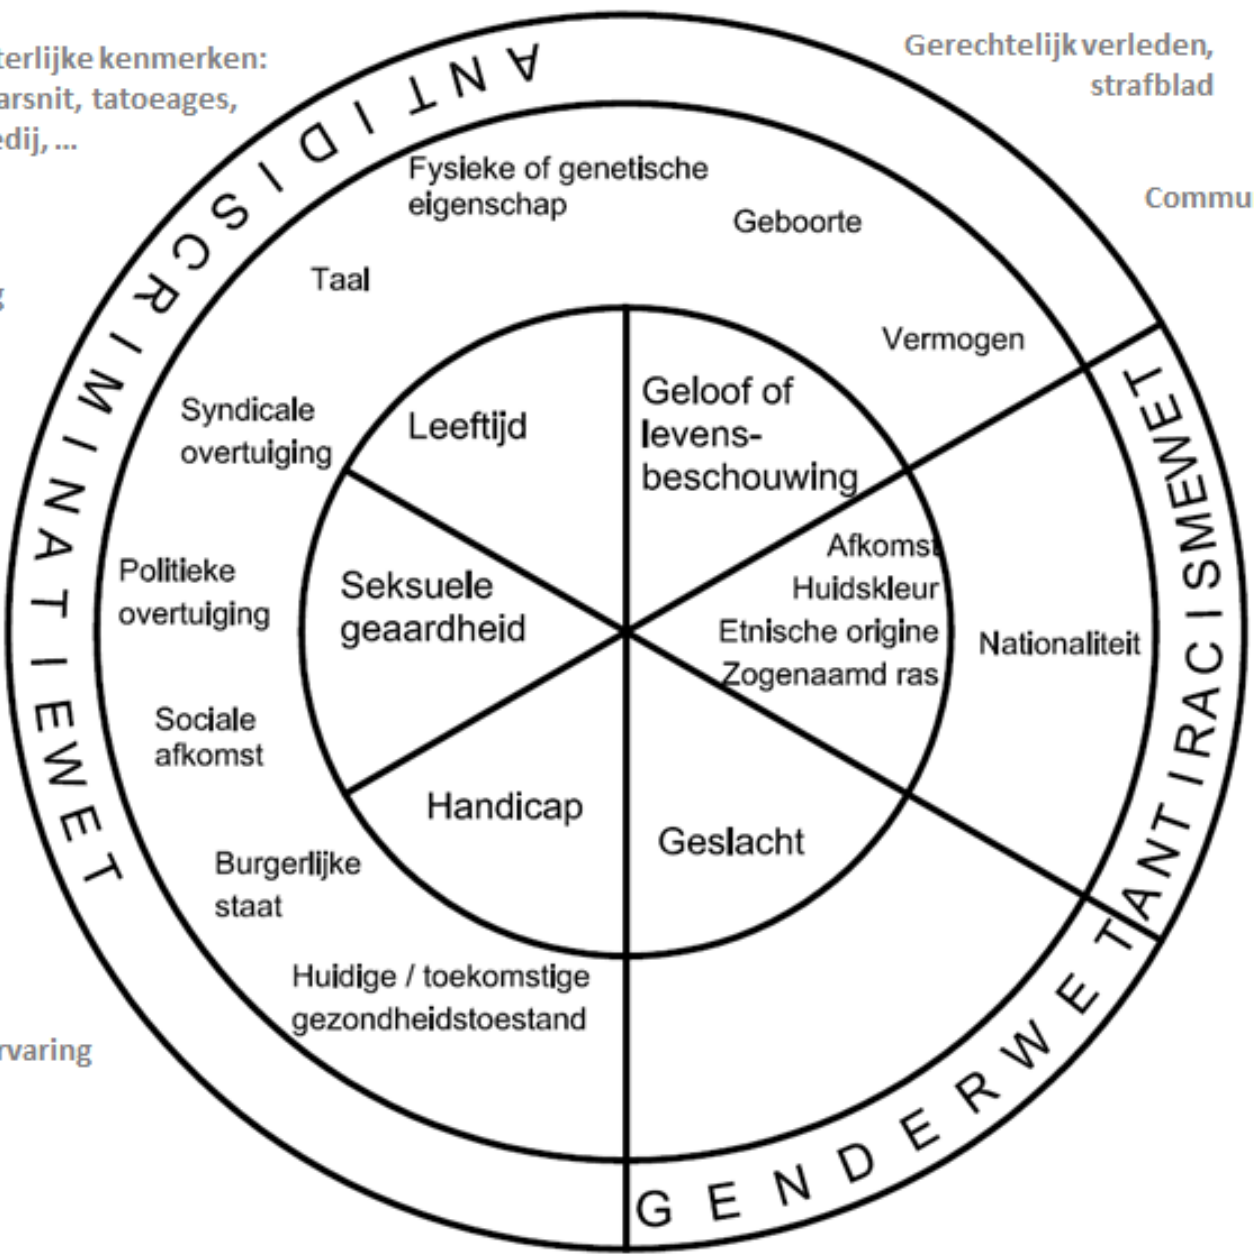 terlijke kenmerken:
arsnit, tatoeages,
edij, ...
Gerechtelijk verleden,
strafblad
Commu
g
rvaring
ANTIDISCRIMINATIEWET
ANTIRACISMEWET
GENDERWET
Fysieke of genetische
eigenschap
Geboorte
Taal
Vermogen
Syndicale
overtuiging
Politieke
overtuiging
Sociale
afkomst
Burgerlijke
staat
Huidige / toekomstige
gezondheidstoestand
Nationaliteit
Leeftijd
Geloof of
levens-
beschouwing
Seksuele
geaardheid
Afkomst
Huidskleur
Etnische origine
Zogenaamd ras
Handicap
Geslacht